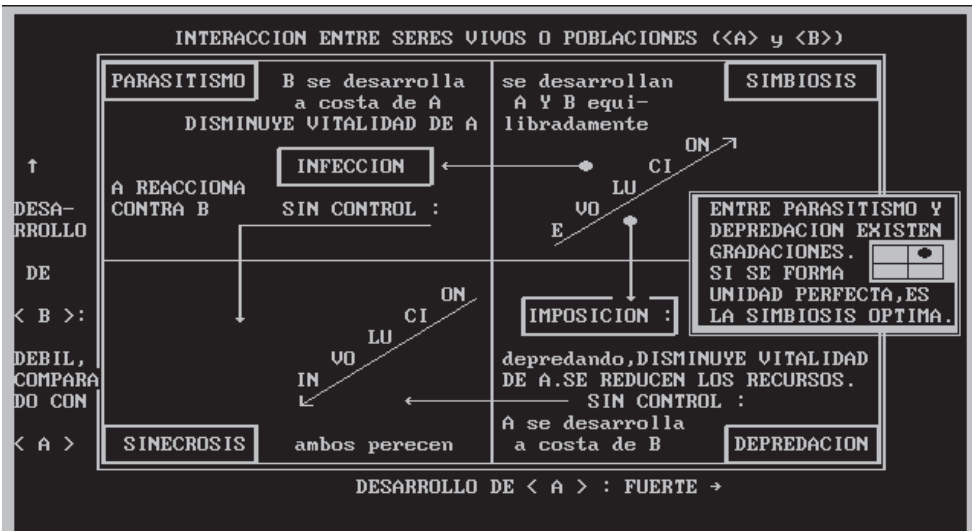 INTERACCION ENTRE SERES VIVOS O POBLACIONES (<A> y <B>)
PARASITISMO
B se desarrolla
a costa de A
DISMINUYE VITALIDAD DE A
se desarrollan
A Y B equi-
libradamente
SIMBIOSIS
INFECCION
E VO LU CI ON
↑
DESA-
RROLLO
DE
< B >:
DEBIL,
COMPARA
DO CON
< A >
A REACCIONA
CONTRA B
SIN CONTROL :
ENTRE PARASITISMO Y
DEPREDACION EXISTEN
GRADACIONES.
SI SE FORMA
UNIDAD PERFECTA,ES
LA SIMBIOSIS OPTIMA.
IN VO LU CI ON
IMPOSICION :
depredando,DISMINUYE VITALIDAD
DE A.SE REDUCEN LOS RECURSOS.
SIN CONTROL :
A se desarrolla
a costa de B
SINECROSIS
ambos perecen
DEPREDACION
DESARROLLO DE < A > : FUERTE →